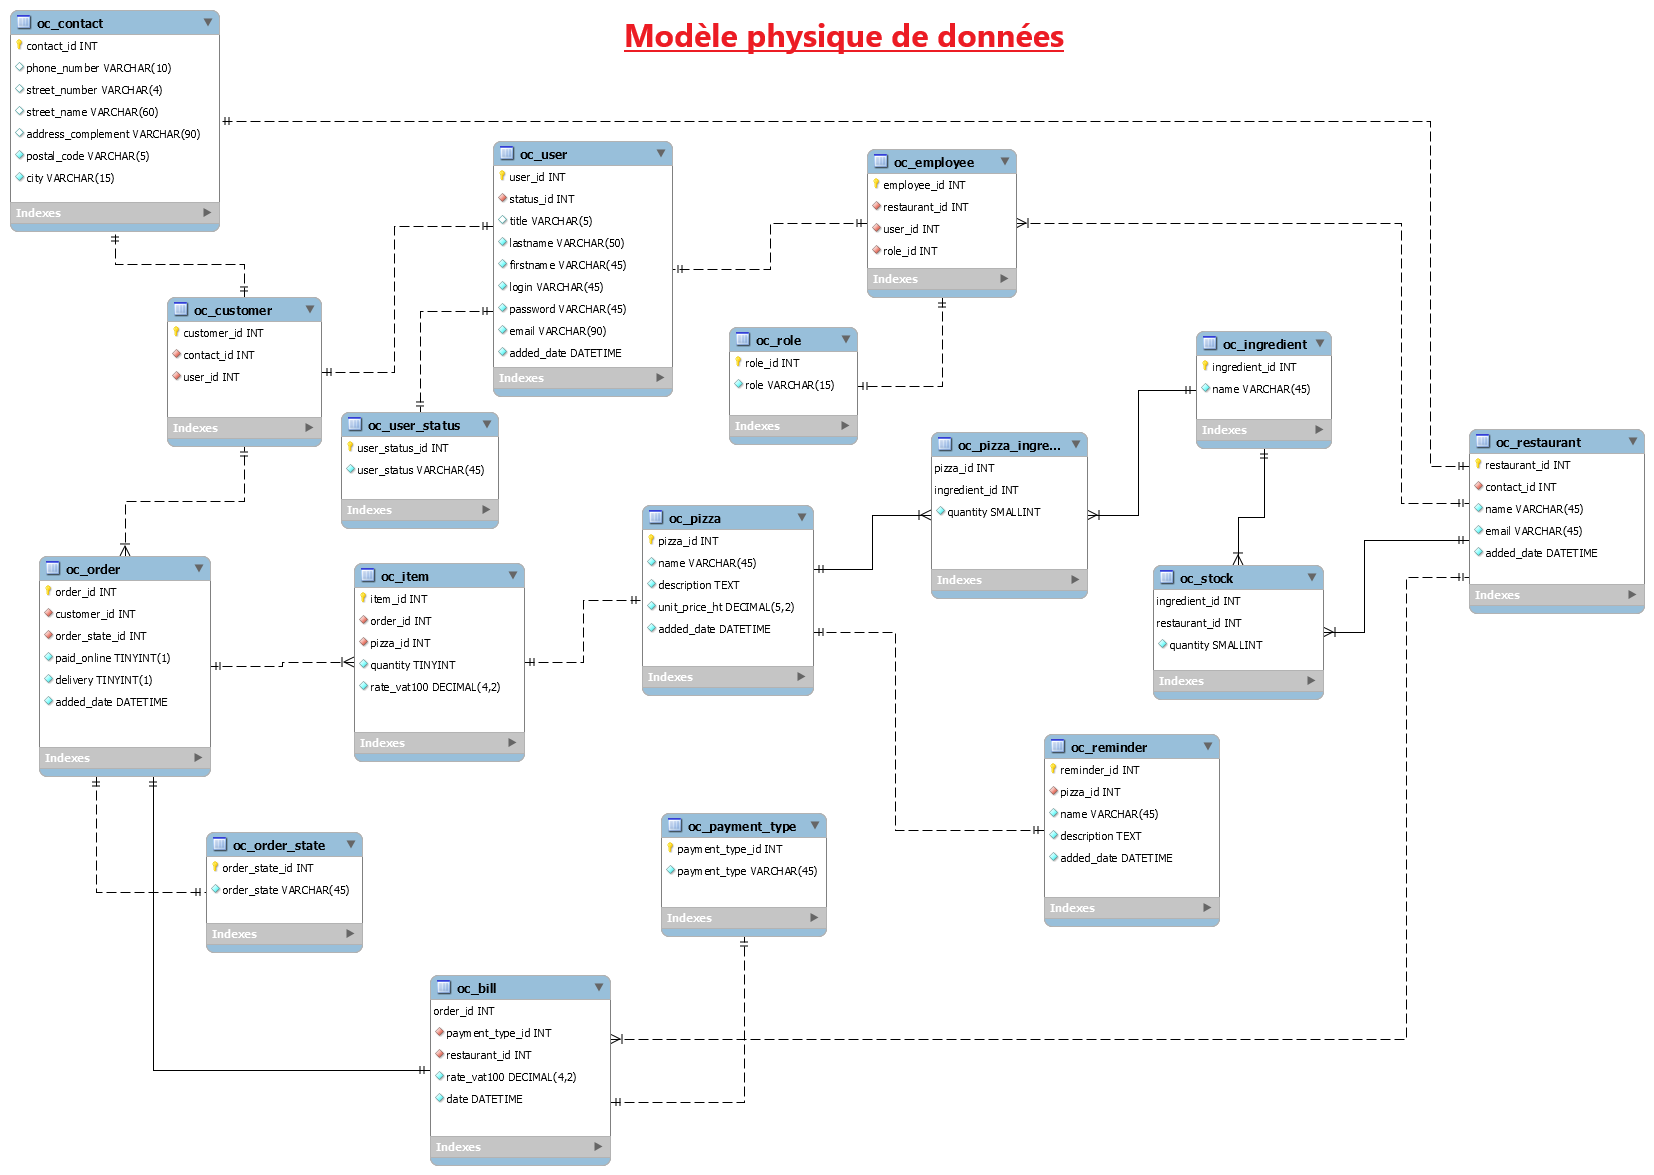 Modèle physique de données
oc_contact
contact_id INT
phone_number VARCHAR(10)
street_number VARCHAR(4)
street_name VARCHAR(60)
address_complement VARCHAR(90)
postal_code VARCHAR(5)
city VARCHAR(15)
Indexes
oc_user
user_id INT
status_id INT
title VARCHAR(5)
lastname VARCHAR(50)
firstname VARCHAR(45)
login VARCHAR(45)
password VARCHAR(45)
email VARCHAR(90)
added_date DATETIME
Indexes
oc_employee
employee_id INT
restaurant_id INT
user_id INT
role_id INT
Indexes
oc_customer
customer_id INT
contact_id INT
user_id INT
Indexes
oc_role
role_id INT
role VARCHAR(15)
Indexes
oc_ingredient
ingredient_id INT
name VARCHAR(45)
Indexes
oc_user_status
user_status_id INT
user_status VARCHAR(45)
Indexes
oc_pizza_ingre...
pizza_id INT
ingredient_id INT
quantity SMALLINT
Indexes
oc_restaurant
restaurant_id INT
contact_id INT
name VARCHAR(45)
email VARCHAR(45)
added_date DATETIME
Indexes
oc_pizza
pizza_id INT
name VARCHAR(45)
description TEXT
unit_price_ht DECIMAL(5,2)
added_date DATETIME
Indexes
oc_order
order_id INT
customer_id INT
order_state_id INT
paid_online TINYINT(1)
delivery TINYINT(1)
added_date DATETIME
Indexes
oc_item
item_id INT
order_id INT
pizza_id INT
quantity TINYINT
rate_vat100 DECIMAL(4,2)
Indexes
oc_stock
ingredient_id INT
restaurant_id INT
quantity SMALLINT
Indexes
oc_reminder
reminder_id INT
pizza_id INT
name VARCHAR(45)
description TEXT
added_date DATETIME
Indexes
oc_payment_type
payment_type_id INT
payment_type VARCHAR(45)
Indexes
oc_order_state
order_state_id INT
order_state VARCHAR(45)
Indexes
oc_bill
order_id INT
payment_type_id INT
restaurant_id INT
rate_vat100 DECIMAL(4,2)
date DATETIME
Indexes